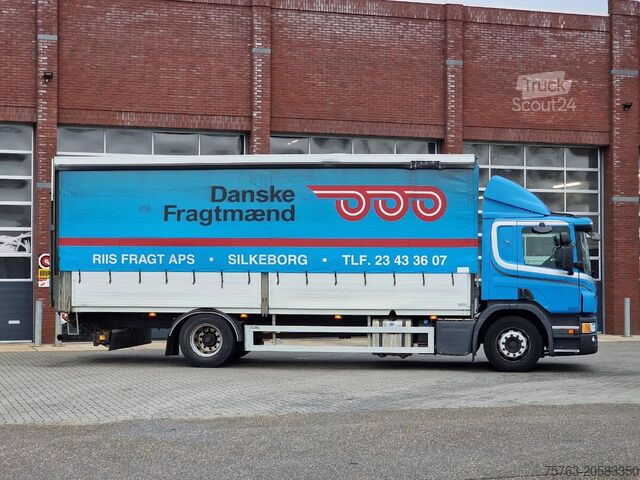 Truck
Scout24
Danske
Fragtmænd
RIIS FRAGT APS • SILKEBORG • TLF. 23 43 36 07
75763-20583350